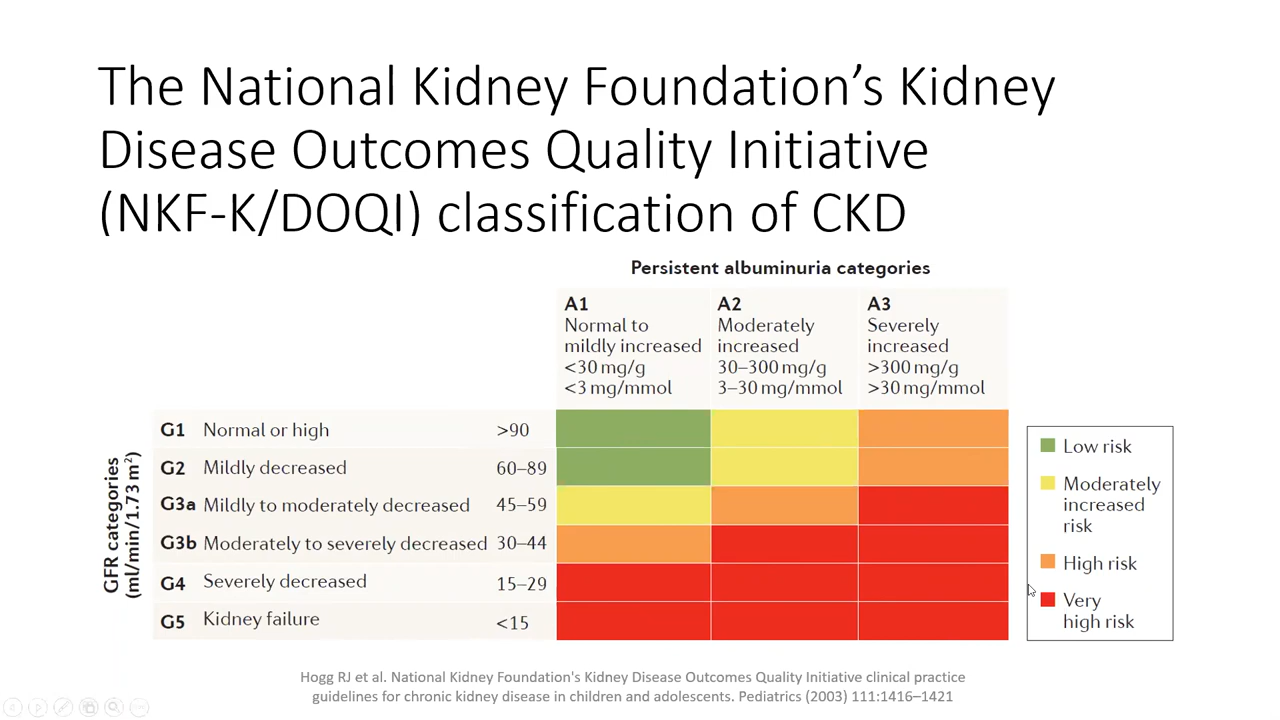 The National Kidney Foundation’s Kidney
Disease Outcomes Quality Initiative
(NKF-K/DOQI) classification of CKD
Persistent albuminuria categories
A1
Normal to
mildly increased
<30 mg/g
<3 mg/mmol
A2
Moderately
increased
30–300 mg/g
3–30 mg/mmol
A3
Severely
increased
>300 mg/g
>30 mg/mmol
GFR categories
(ml/min/1.73 m²)
G1 Normal or high >90
G2 Mildly decreased 60–89
G3a Mildly to moderately decreased 45–59
G3b Moderately to severely decreased 30–44
G4 Severely decreased 15–29
G5 Kidney failure <15
Low risk
Moderately
increased
risk
High risk
Very
high risk
Hogg RJ et al. National Kidney Foundation's Kidney Disease Outcomes Quality Initiative clinical practice
guidelines for chronic kidney disease in children and adolescents. Pediatrics (2003) 111:1416–1421